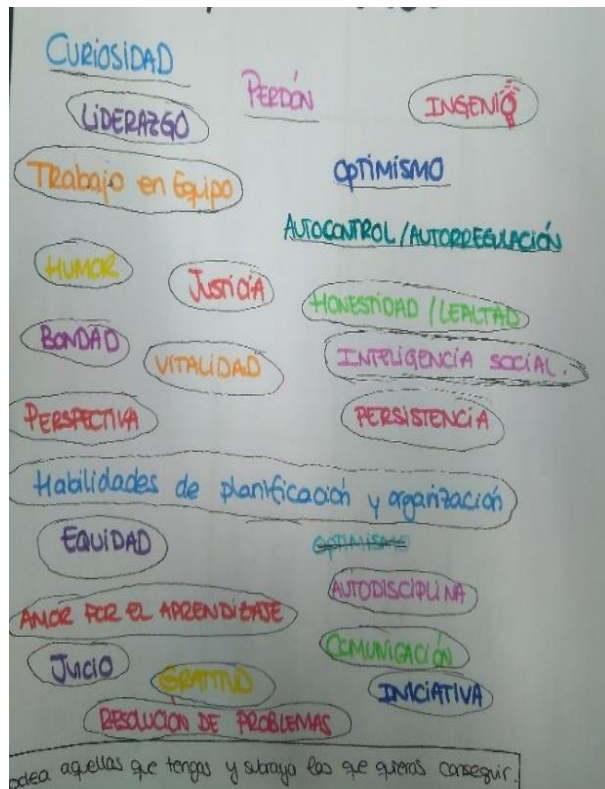 CURIOSIDAD
PERDÓN
INGENIO
LIDERAZGO
Trabajo en Equipo
OPTIMISMO
AUTOCONTROL / AUTORREGULACIÓN
HUMOR
JUSTICIA
HONESTIDAD / LEALTAD
BONDAD
VITALIDAD
INTELIGENCIA SOCIAL.
PERSPECTIVA
PERSISTENCIA
Habilidades de planificación y organización
EQUIDAD
OPTIMISMO
AUTODISCIPLINA
AMOR POR EL APRENDIZAJE
COMUNICACIÓN
JUICIO
GRATITUD
INICIATIVA
RESOLUCIÓN DE PROBLEMAS
aquellas que tengas y subraya las que quieras conseguir.